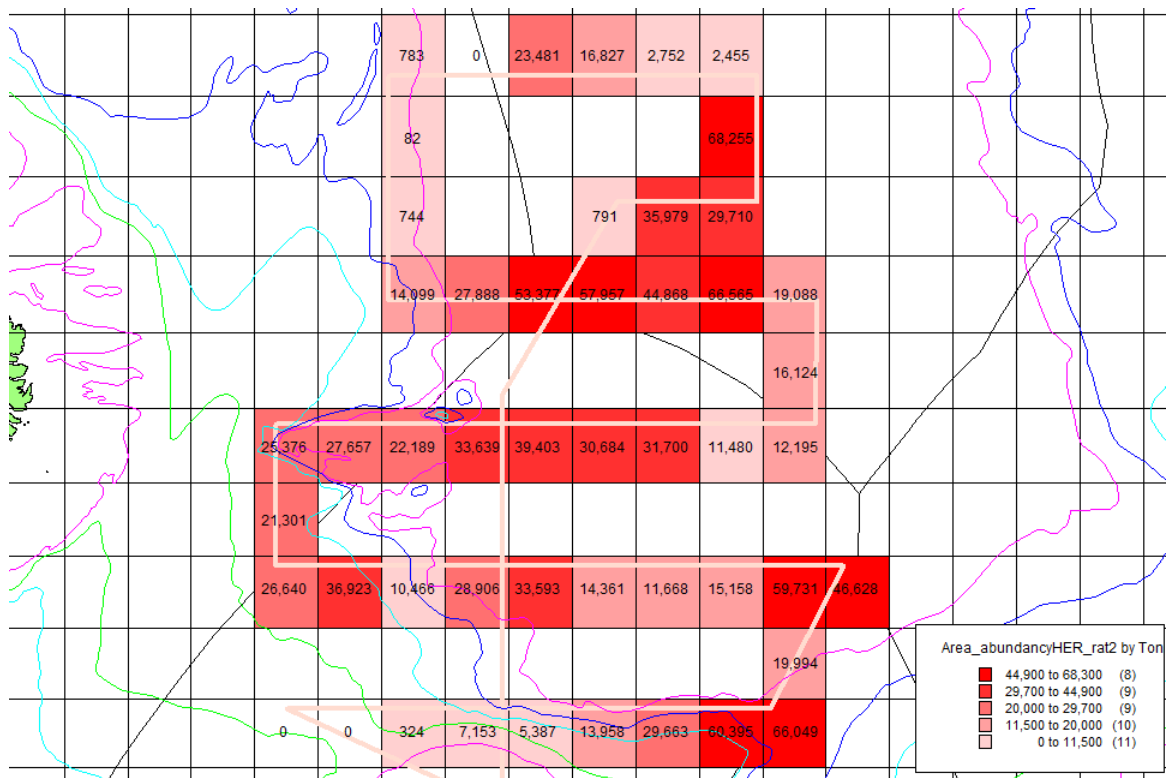 783 0 23,481 16,827 2,752 2,455
82 68,255
744 791 35,979 29,710
14,099 27,888 53,377 57,957 44,868 66,565 19,088
16,124
25,376 27,657 22,189 33,639 39,403 30,684 31,700 11,480 12,195
21,301
26,640 36,923 10,466 28,906 33,593 14,361 11,668 15,158 59,731 46,628
19,994
0 0 324 7,153 5,387 13,958 29,663 60,395 66,049
Area_abundancyHER_rat2 by Ton
44,900 to 68,300 (8)
29,700 to 44,900 (9)
20,000 to 29,700 (9)
11,500 to 20,000 (10)
0 to 11,500 (11)